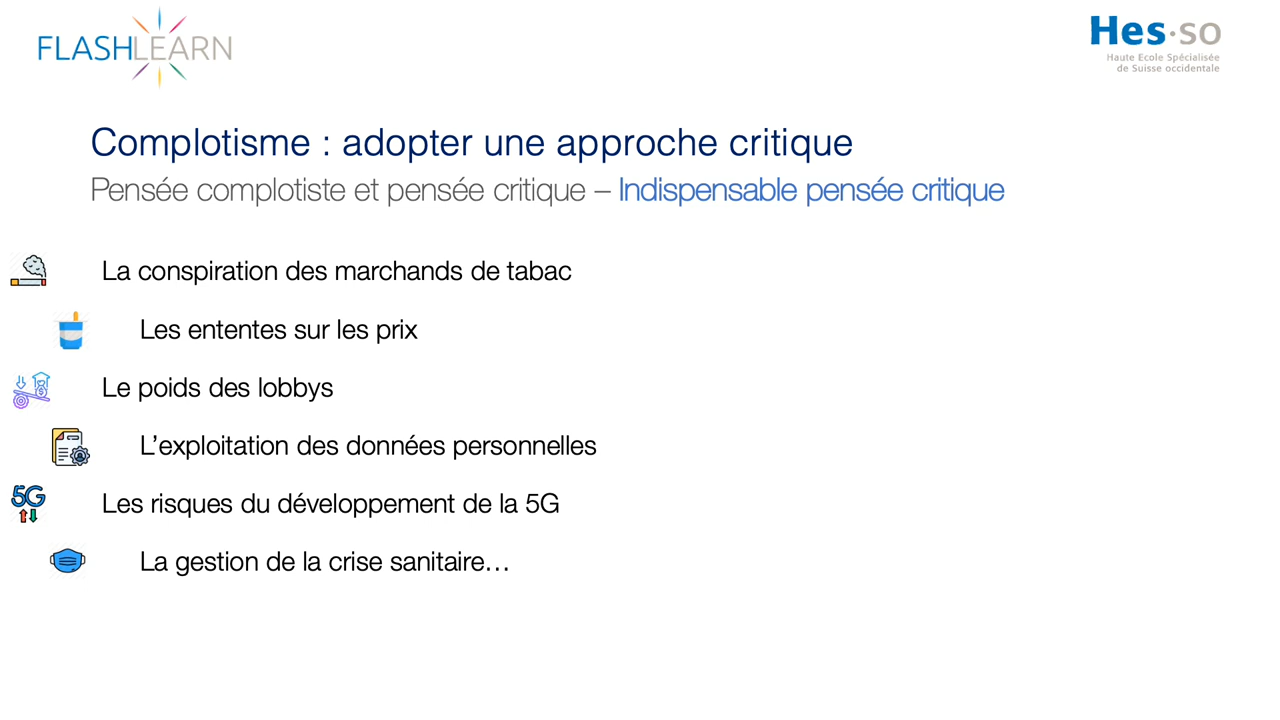 FLASHLEARN
Hes·so
Haute Ecole Spécialisée
de Suisse occidentale
Complotisme : adopter une approche critique
Pensée complotiste et pensée critique – Indispensable pensée critique
La conspiration des marchands de tabac
Les ententes sur les prix
Le poids des lobbys
L’exploitation des données personnelles
5G
Les risques du développement de la 5G
La gestion de la crise sanitaire…